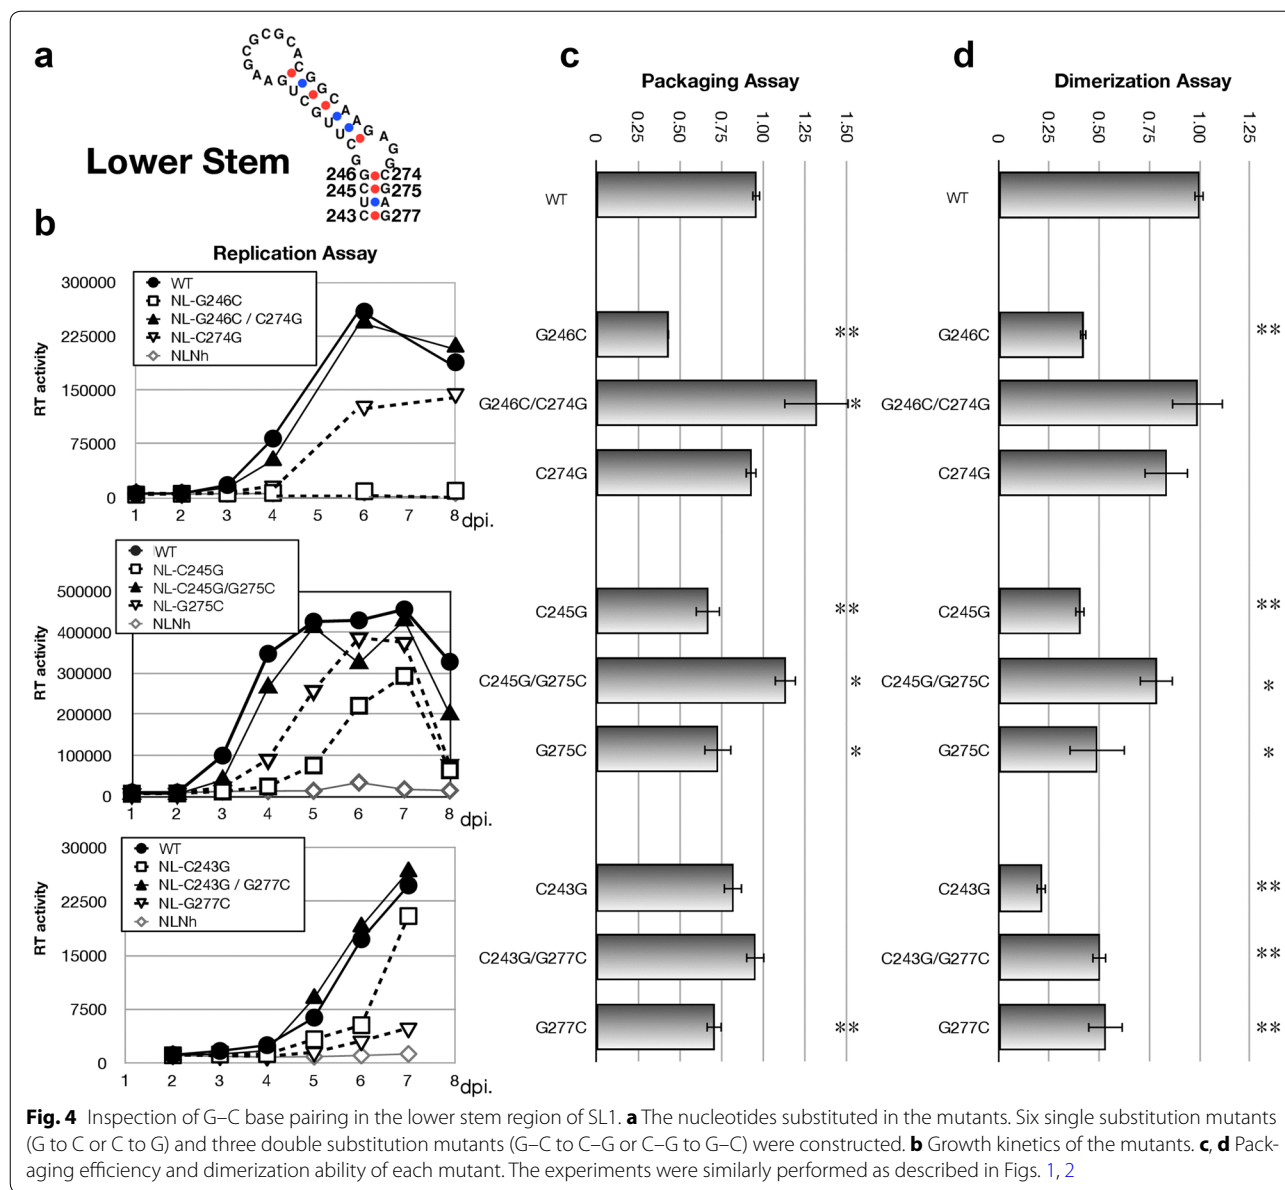 a
Lower Stem
G C G C
C A
G C
C G
G G
A A G C
U A
C A
G G
U A
U G
C G
G G
246 G C 274
245 C G 275
U A
243 C G 277
b
Replication Assay
RT activity
300000
225000
150000
75000
0
WT
NL-G246C
NL-G246C / C274G
NL-C274G
NLNh
1 2 3 4 5 6 7 8 dpi.
RT activity
500000
400000
300000
200000
100000
0
WT
NL-C245G
NL-C245G/G275C
NL-G275C
NLNh
1 2 3 4 5 6 7 8 dpi.
RT activity
30000
22500
15000
7500
0
WT
NL-C243G
NL-C243G / G277C
NL-G277C
NLNh
1 2 3 4 5 6 7 8 dpi.
c
Packaging Assay
0 0.25 0.50 0.75 1.00 1.25 1.50
WT
G246C **
G246C/C274G *
C274G
C245G **
C245G/G275C *
G275C *
C243G
C243G/G277C
G277C **
d
Dimerization Assay
0 0.25 0.50 0.75 1.00 1.25
WT
G246C **
G246C/C274G
C274G
C245G **
C245G/G275C *
G275C *
C243G **
C243G/G277C **
G277C **
Fig. 4 Inspection of G–C base pairing in the lower stem region of SL1. a The nucleotides substituted in the mutants. Six single substitution mutants
(G to C or C to G) and three double substitution mutants (G–C to C–G or C–G to G–C) were constructed. b Growth kinetics of the mutants. c, d Pack-
aging efficiency and dimerization ability of each mutant. The experiments were similarly performed as described in Figs. 1, 2